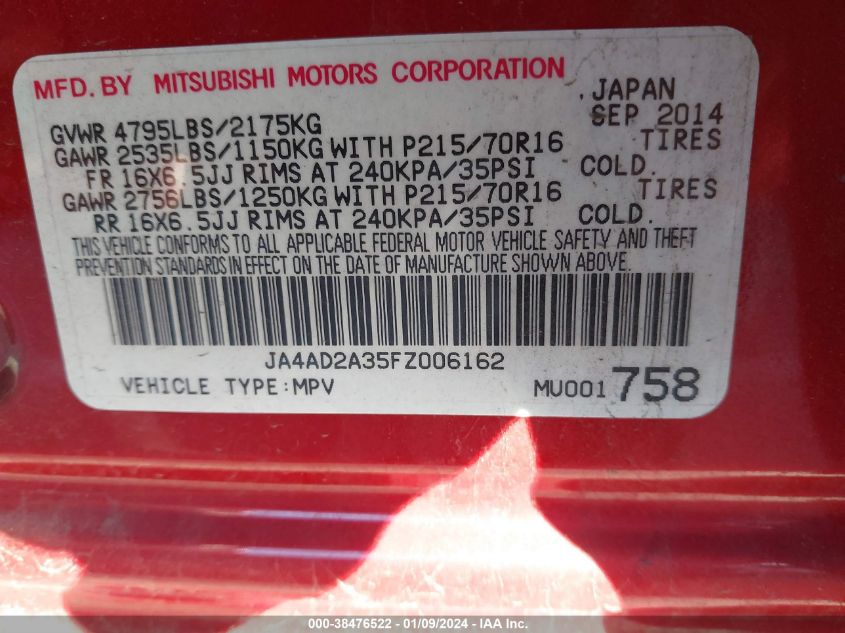 MFD. BY MITSUBISHI MOTORS CORPORATION
. JAPAN
GVWR 4795LBS/2175KG SEP 2014
GAWR 2535LBS/1150KG WITH P215/70R16 TIRES
FR 16X6.5JJ RIMS AT 240KPA/35PSI COLD.
GAWR 2756LBS/1250KG WITH P215/70R16 TIRES
RR 16X6.5JJ RIMS AT 240KPA/35PSI COLD.
THIS VEHICLE CONFORMS TO ALL APPLICABLE FEDERAL MOTOR VEHICLE SAFETY AND THEFT
PREVENTION STANDARDS IN EFFECT ON THE DATE OF MANUFACTURE SHOWN ABOVE.
JA4AD2A35FZ006162
VEHICLE TYPE:MPV MU001 758
000-38476522 - 01/09/2024 - IAA Inc.